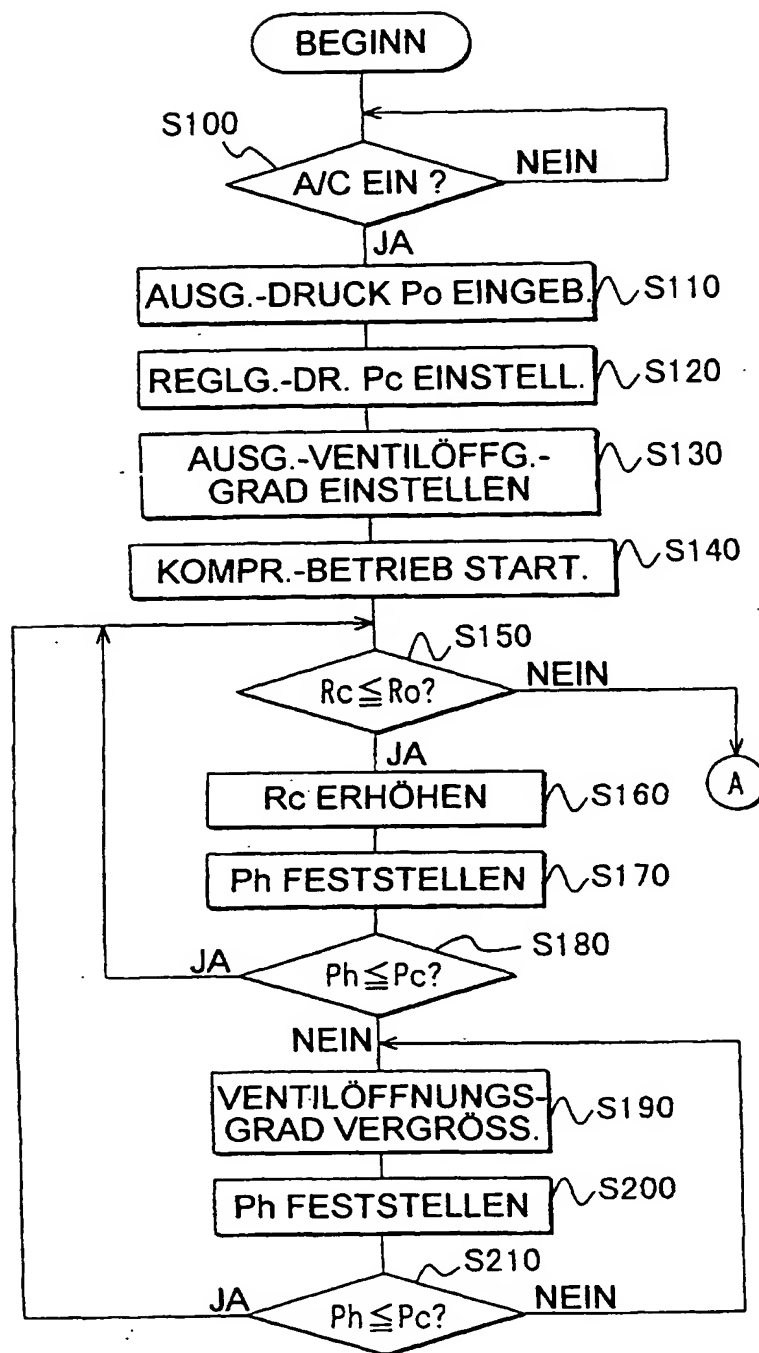 BEGINN
S100
A/C EIN ?
NEIN
JA
AUSG.-DRUCK Po EINGEB.
S110
REGLG.-DR. Pc EINSTELL.
S120
AUSG.-VENTILÖFFG.-
GRAD EINSTELLEN
S130
KOMPR.-BETRIEB START.
S140
S150
Rc≦Ro?
NEIN
JA
A
Rc ERHÖHEN
S160
Ph FESTSTELLEN
S170
S180
JA
Ph≦Pc?
NEIN
VENTILÖFFNUNGS-
GRAD VERGRÖSS.
S190
Ph FESTSTELLEN
S200
S210
JA
Ph≦Pc?
NEIN